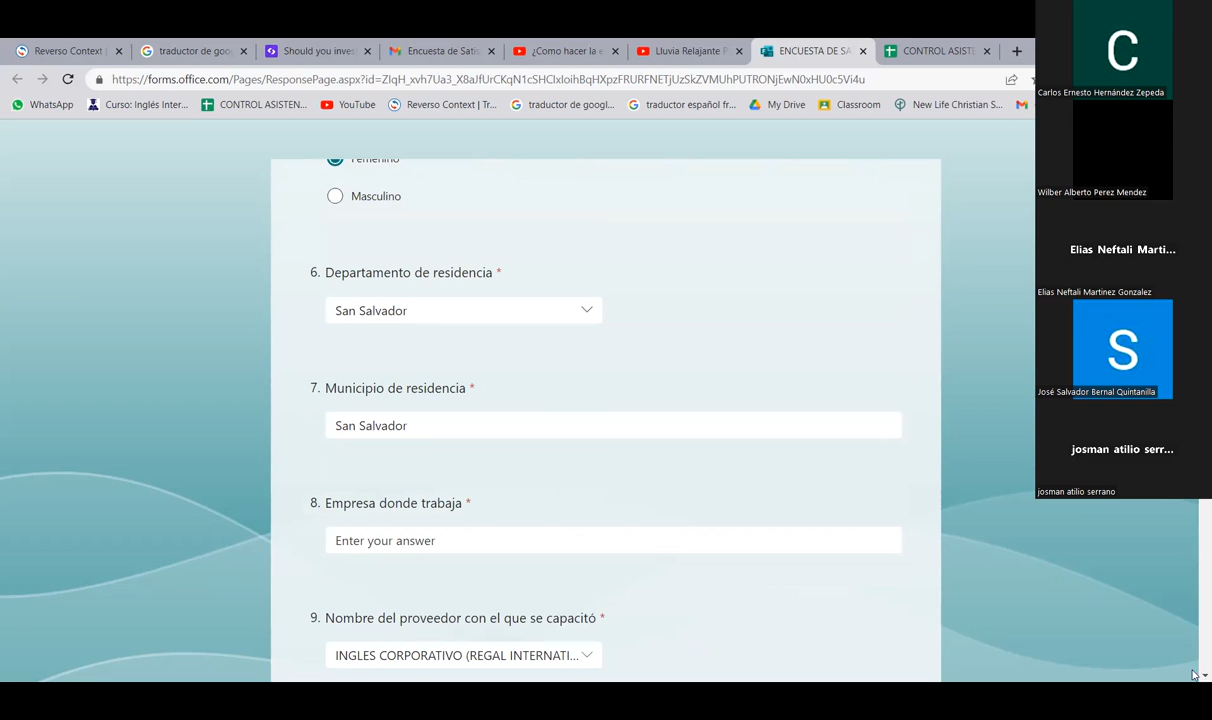 Reverso Context |
traductor de goo
Should you inves
Encuesta de Satis
¿Como hacer la e
Lluvia Relajante P
ENCUESTA DE SA
CONTROL ASISTE
https://forms.office.com/Pages/ResponsePage.aspx?id=ZIqH_xvh7Ua3_X8aJfUrCKqN1cSHClxIoihBqHXpzFRURFNETjUzSkZVMUhPUTRONjEwN0xHU0c5Vi4u
WhatsApp
Curso: Inglés Inter...
CONTROL ASISTEN...
YouTube
Reverso Context | Tr...
traductor de googl...
traductor español fr...
My Drive
Classroom
New Life Christian S...
Femenino
Masculino
6. Departamento de residencia *
San Salvador
7. Municipio de residencia *
San Salvador
8. Empresa donde trabaja *
Enter your answer
9. Nombre del proveedor con el que se capacitó *
INGLES CORPORATIVO (REGAL INTERNATI...
C
Carlos Ernesto Hernández Zepeda
Wilber Alberto Perez Mendez
Elias Neftali Marti...
Elias Neftali Martinez Gonzalez
S
José Salvador Bernal Quintanilla
josman atilio serr...
josman atilio serrano